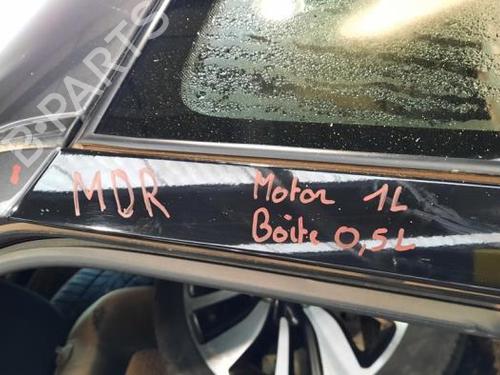 B-PARTS
MDR
Motor 1L
Boite 0,5L